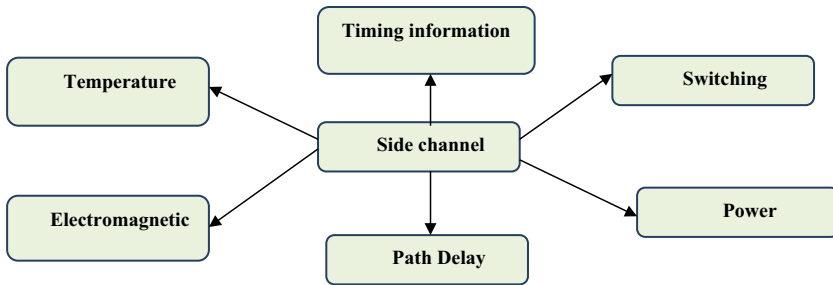 Timing information
Temperature
Switching
Side channel
Electromagnetic
Power
Path Delay